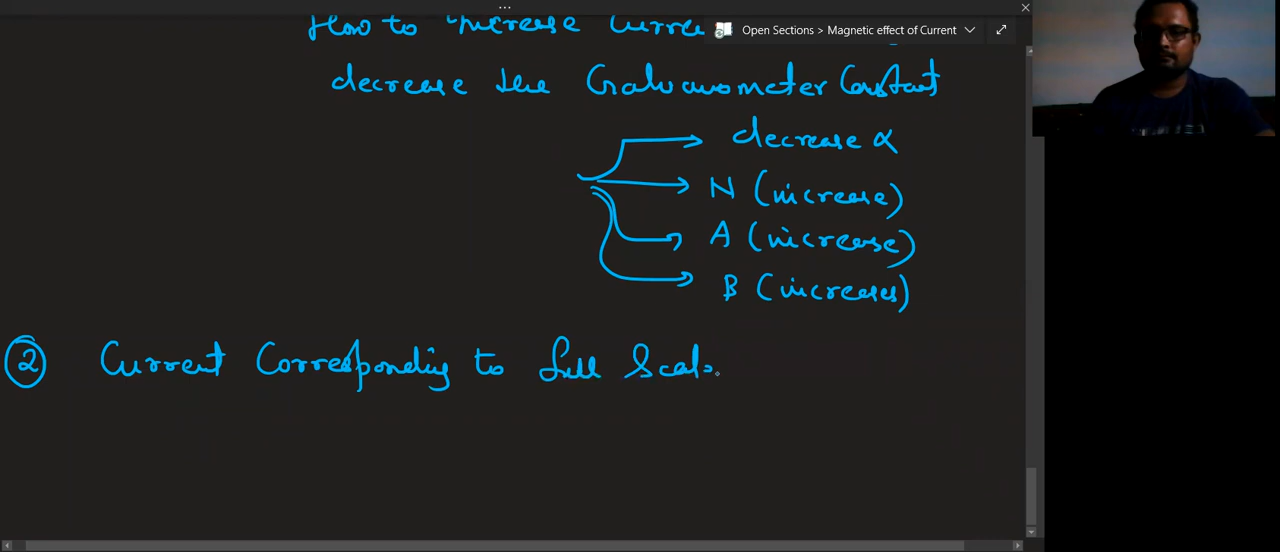 How to increase Curre
Open Sections > Magnetic effect of Current
decrease the Galvanometer Constant
decrease α
N (increase)
A (increase)
B (increases)
② Current Corresponding to full Scale